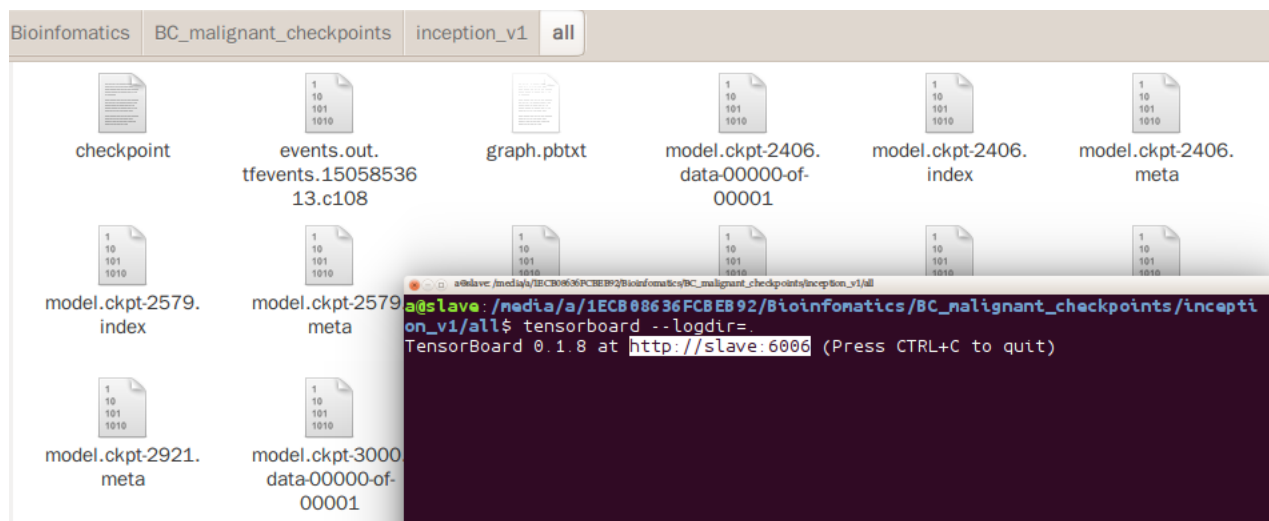 Bioinfomatics BC_malignant_checkpoints inception_v1 all
checkpoint
events.out.
tfevents.15058536
13.c108
graph.pbtxt
model.ckpt-2406.
data-00000-of-
00001
model.ckpt-2406.
index
model.ckpt-2406.
meta
model.ckpt-2579.
index
model.ckpt-2579
meta
model.ckpt-2921.
meta
model.ckpt-3000
data-00000-of-
00001
a@slave: /media/a/1ECB08636FCBEB92/Bioinfomatics/BC_malignant_checkpoints/inception_v1/all
a@slave:/media/a/1ECB08636FCBEB92/Bioinfomatics/BC_malignant_checkpoints/incepti
on_v1/all$ tensorboard --logdir=.
TensorBoard 0.1.8 at http://slave:6006 (Press CTRL+C to quit)